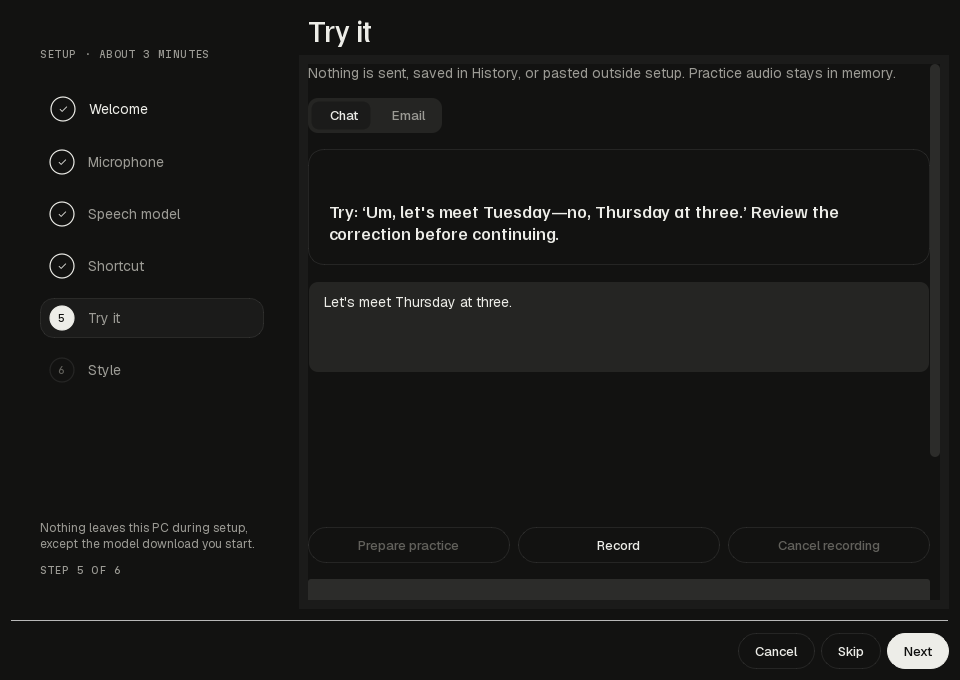 SETUP · ABOUT 3 MINUTES
Welcome
Microphone
Speech model
Shortcut
5 Try it
6 Style
Nothing leaves this PC during setup,
except the model download you start.
STEP 5 OF 6
Try it
Nothing is sent, saved in History, or pasted outside setup. Practice audio stays in memory.
Chat Email
Try: ‘Um, let's meet Tuesday—no, Thursday at three.’ Review the
correction before continuing.
Let's meet Thursday at three.
Prepare practice Record Cancel recording
Cancel Skip Next